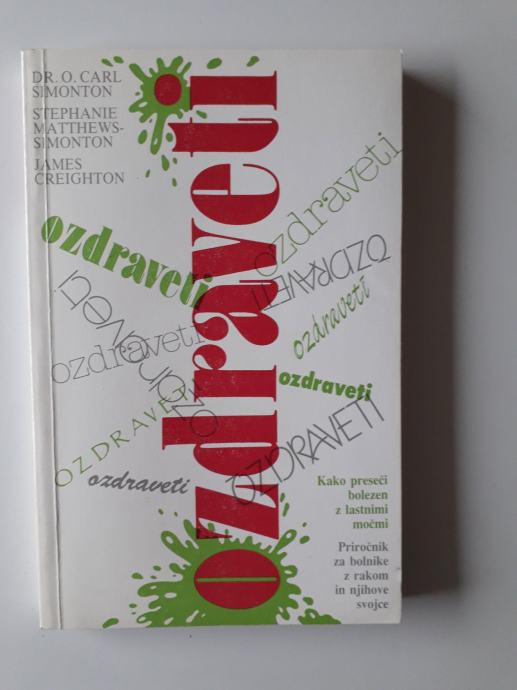 DR. O. CARL
SIMONTON
STEPHANIE
MATTHEWS-
SIMONTON
JAMES
CREIGHTON
ozdraveti
ozdraveti
ozdraveti
OZDRAVETI
ozdraveti
ozdraveti
ozdraveti
ozdraveti
OZDRAVETI
ozdraveti
OZDRAVETI
Kako preseči
bolezen
z lastnimi
močmi
Priročnik
za bolnike
z rakom
in njihove
svojce